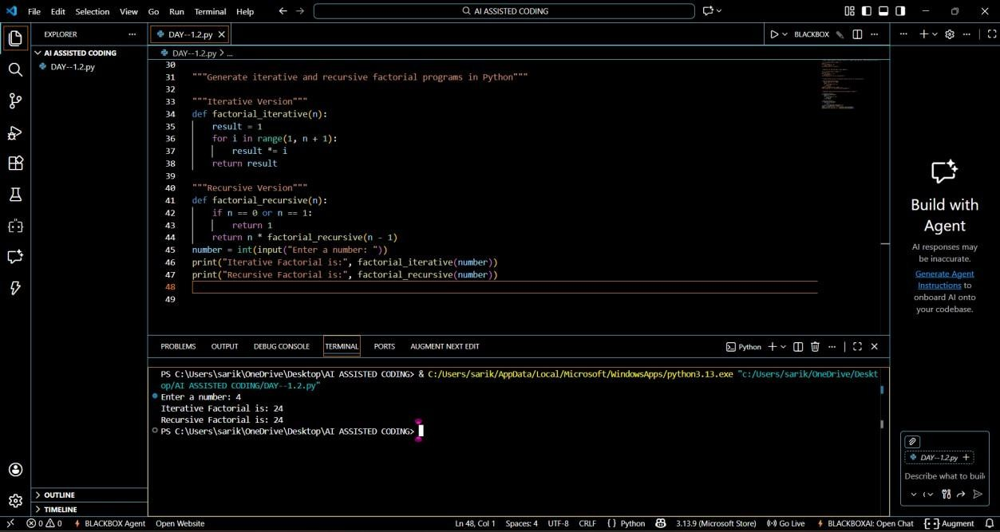 File Edit Selection View Go Run Terminal Help
AI ASSISTED CODING
EXPLORER
AI ASSISTED CODING
DAY--1.2.py
OUTLINE
TIMELINE
DAY--1.2.py
BLACKBOX
DAY--1.2.py > ...
30
31 """Generate iterative and recursive factorial programs in Python"""
32
33 """Iterative Version"""
34 def factorial_iterative(n):
35     result = 1
36     for i in range(1, n + 1):
37         result *= i
38     return result
39
40 """Recursive Version"""
41 def factorial_recursive(n):
42     if n == 0 or n == 1:
43         return 1
44     return n * factorial_recursive(n - 1)
45 number = int(input("Enter a number: "))
46 print("Iterative Factorial is:", factorial_iterative(number))
47 print("Recursive Factorial is:", factorial_recursive(number))
48
49
PROBLEMS OUTPUT DEBUG CONSOLE TERMINAL PORTS AUGMENT NEXT EDIT
Python
PS C:\Users\sarik\OneDrive\Desktop\AI ASSISTED CODING> & C:/Users/sarik/AppData/Local/Microsoft/WindowsApps/python3.13.exe "c:/Users/sarik/OneDrive/Deskt
op/AI ASSISTED CODING/DAY--1.2.py"
Enter a number: 4
Iterative Factorial is: 24
Recursive Factorial is: 24
PS C:\Users\sarik\OneDrive\Desktop\AI ASSISTED CODING>
Build with
Agent
AI responses may
be inaccurate.
Generate Agent
Instructions to
onboard AI onto
your codebase.
DAY--1.2.py
Describe what to buil
0 0 BLACKBOX Agent Open Website Ln 48, Col 1 Spaces: 4 UTF-8 CRLF { } Python 3.13.9 (Microsoft Store) Go Live BLACKBOXAI: Open Chat Augment